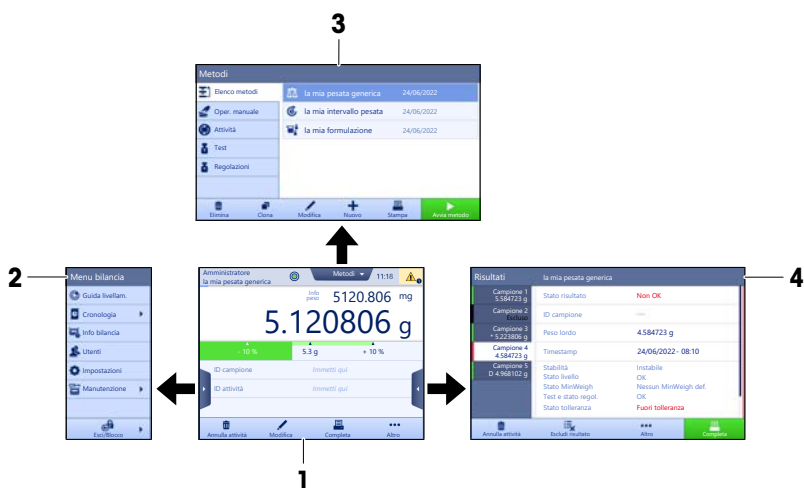 3
Metodi
Elenco metodi
la mia pesata generica 24/06/2022
Oper. manuale
la mia intervallo pesata 24/06/2022
Attività
la mia formulazione 24/06/2022
Test
Regolazioni
Elimina Clona Modifica Nuovo Stampa Avvia metodo
2
Menu bilancia
Guida livellam.
Cronologia
Info bilancia
Utenti
Impostazioni
Manutenzione
Esci/Blocco
Amministratore
la mia pesata generica
Metodi 11:18
Info peso 5120.806 mg
5.120806 g
- 10 % 5.3 g + 10 %
ID campione Immetti qui
ID attività Immetti qui
Annulla attività Modifica Completa Altro
1
4
Risultati la mia pesata generica
Campione 1
5.584723 g
Campione 2
Escluso
Campione 3
* 5.223806 g
Campione 4
4.584723 g
Campione 5
D 4.968102 g
Stato risultato Non OK
ID campione ---
Peso lordo 4.584723 g
Timestamp 24/06/2022 - 08:10
Stabilità Instabile
Stato livello OK
Stato MinWeigh Nessun MinWeigh def.
Test e stato regol. OK
Stato tolleranza Fuori tolleranza
Annulla attività Escludi risultato Altro Completa